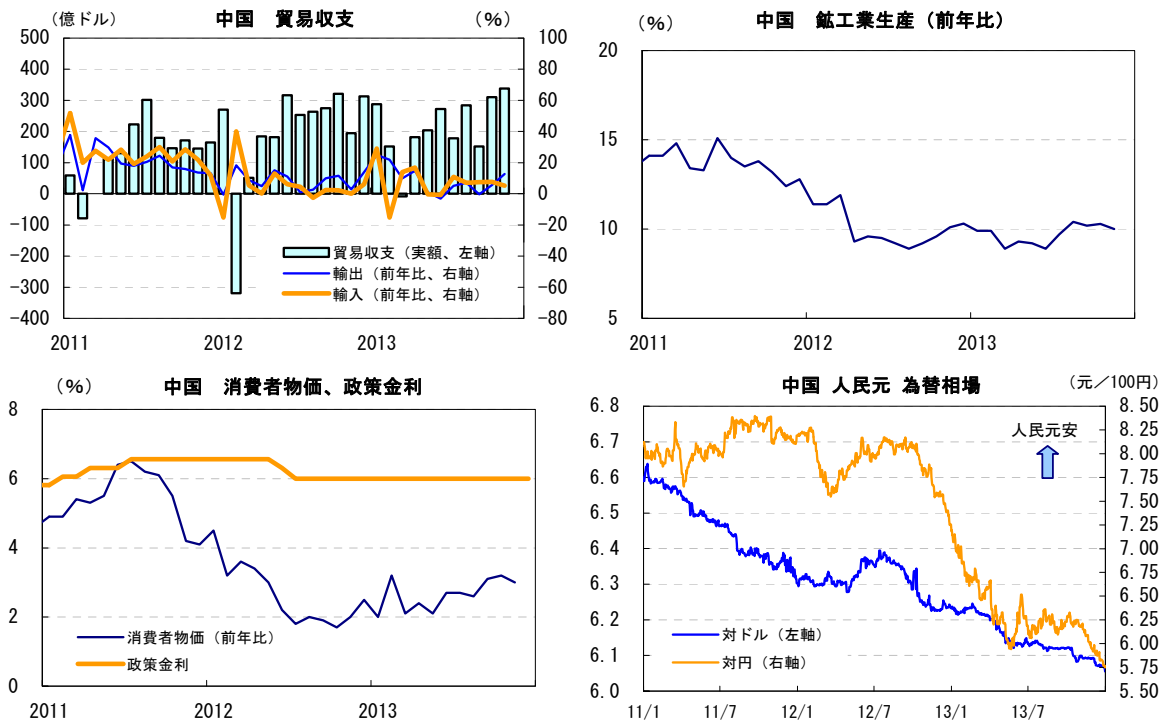 (億ドル) 中国 貿易収支 (%)
500 100
400 80
300 60
200 40
100 20
0 0
-100 -20
-200 -40
-300 -60
-400 -80
貿易収支（実額、左軸）
輸出（前年比、右軸）
輸入（前年比、右軸）
2011 2012 2013
(%) 中国 鉱工業生産（前年比）
20
15
10
5
2011 2012 2013
(%) 中国 消費者物価、政策金利
8
6
4
2
0
消費者物価（前年比）
政策金利
2011 2012 2013
中国 人民元 為替相場 (元／100円)
6.8 8.50
8.25
6.7 8.00
7.75
6.6 7.50
6.5 7.25
7.00
6.4 6.75
6.3 6.50
6.2 6.25
6.00
6.1 5.75
6.0 5.50
人民元安
対ドル（左軸）
対円（右軸）
11/1 11/7 12/1 12/7 13/1 13/7